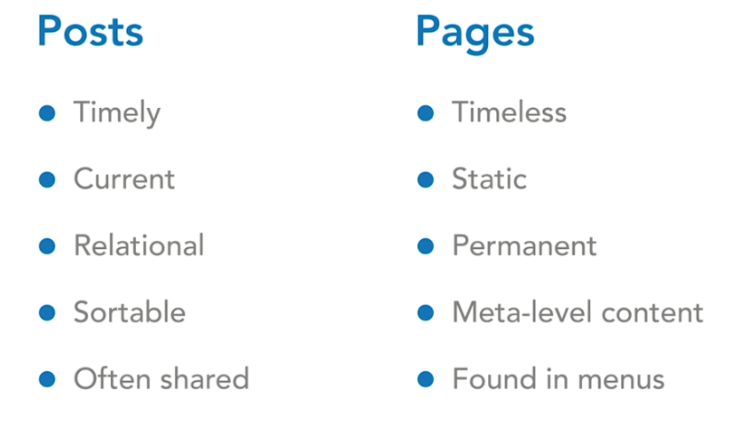 Posts
Timely
Current
Relational
Sortable
Often shared
Pages
Timeless
Static
Permanent
Meta-level content
Found in menus